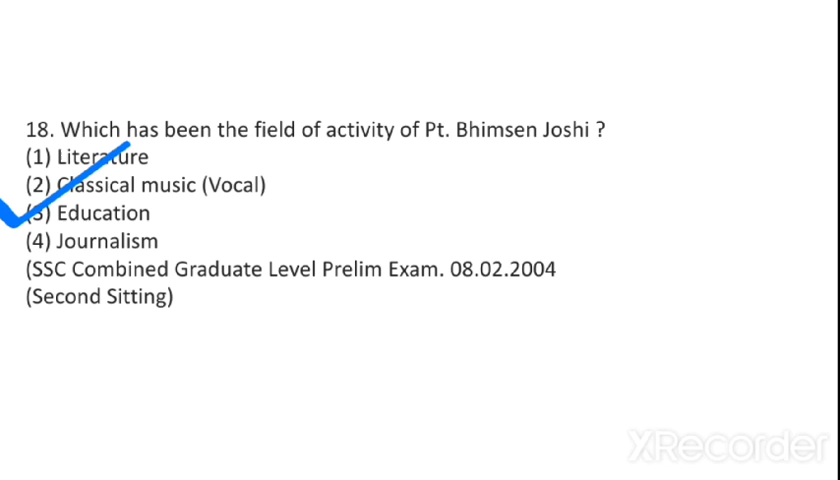 18. Which has been the field of activity of Pt. Bhimsen Joshi ?
(1) Literature
(2) Classical music (Vocal)
(3) Education
(4) Journalism
(SSC Combined Graduate Level Prelim Exam. 08.02.2004
(Second Sitting)
XRecorder